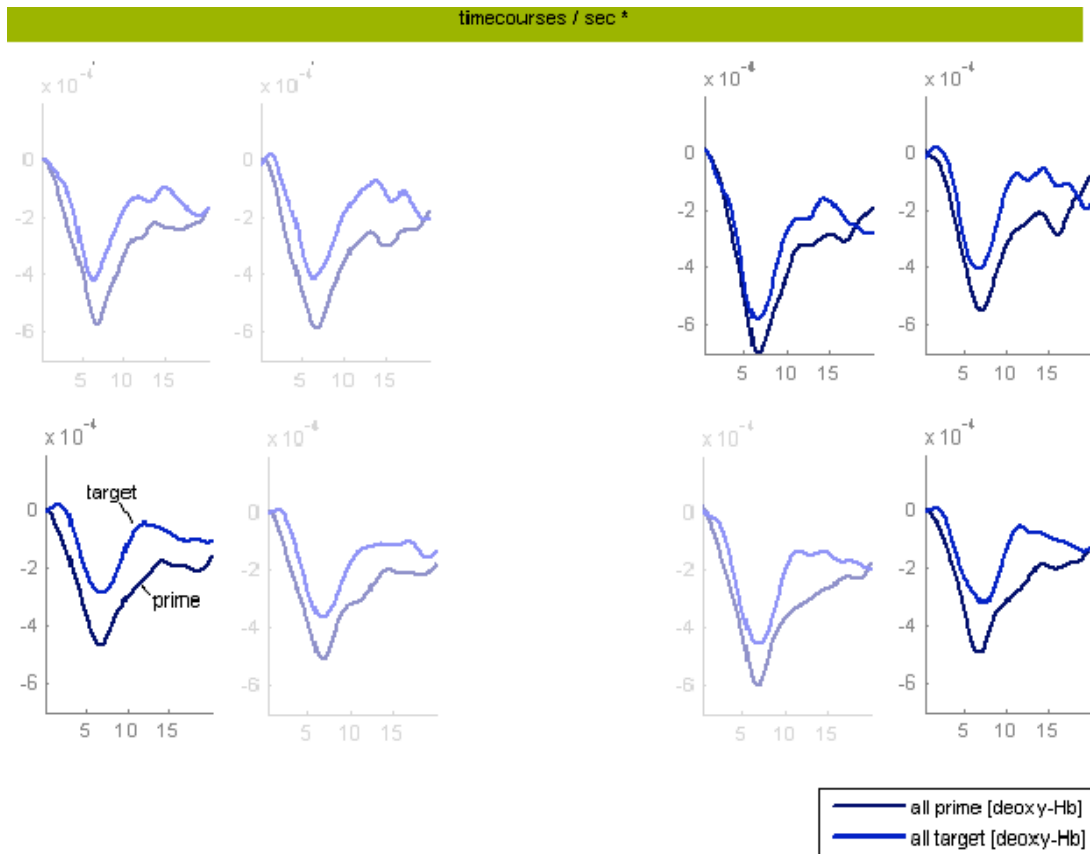 timecourses / sec *
x 10⁻⁴ x 10⁻⁴ x 10⁻⁴ x 10⁻⁴
0 0 0 0
-2 -2 -2 -2
-4 -4 -4 -4
-6 -6 -6 -6
5 10 15 5 10 15 5 10 15 5 10 15
x 10⁻⁴ x 10⁻⁴ x 10⁻⁴ x 10⁻⁴
target
0 0 0 0
-2 -2 -2 -2
prime
-4 -4 -4 -4
-6 -6 -6 -6
5 10 15 5 10 15 5 10 15 5 10 15
all prime [deoxy-Hb]
all target [deoxy-Hb]